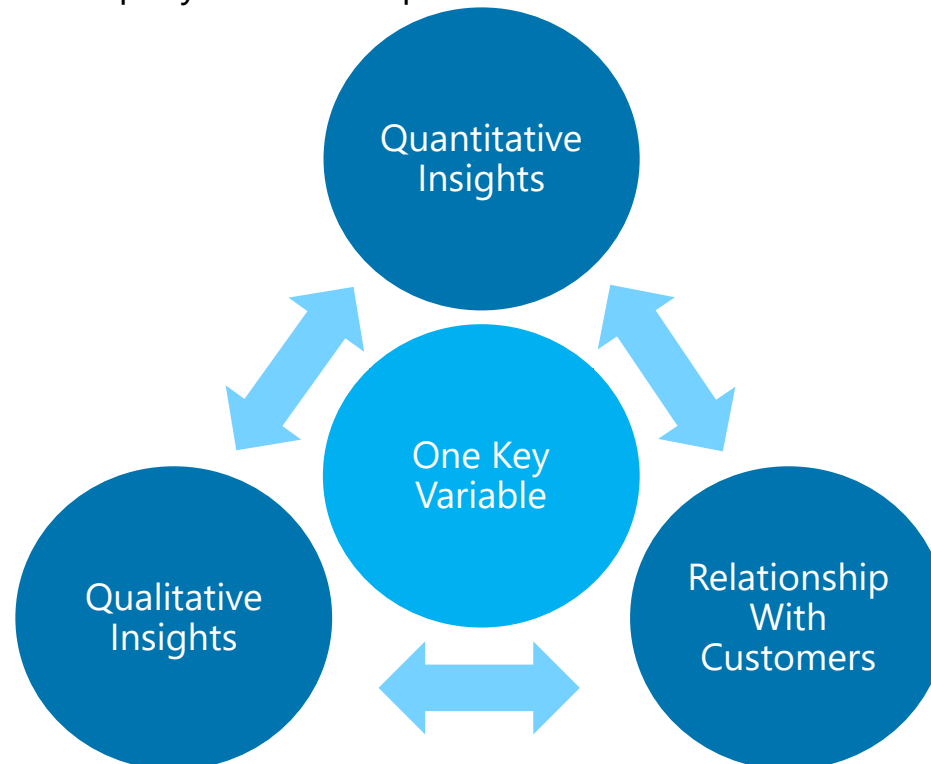 Quantitative
Insights
One Key
Variable
Qualitative
Insights
Relationship
With
Customers